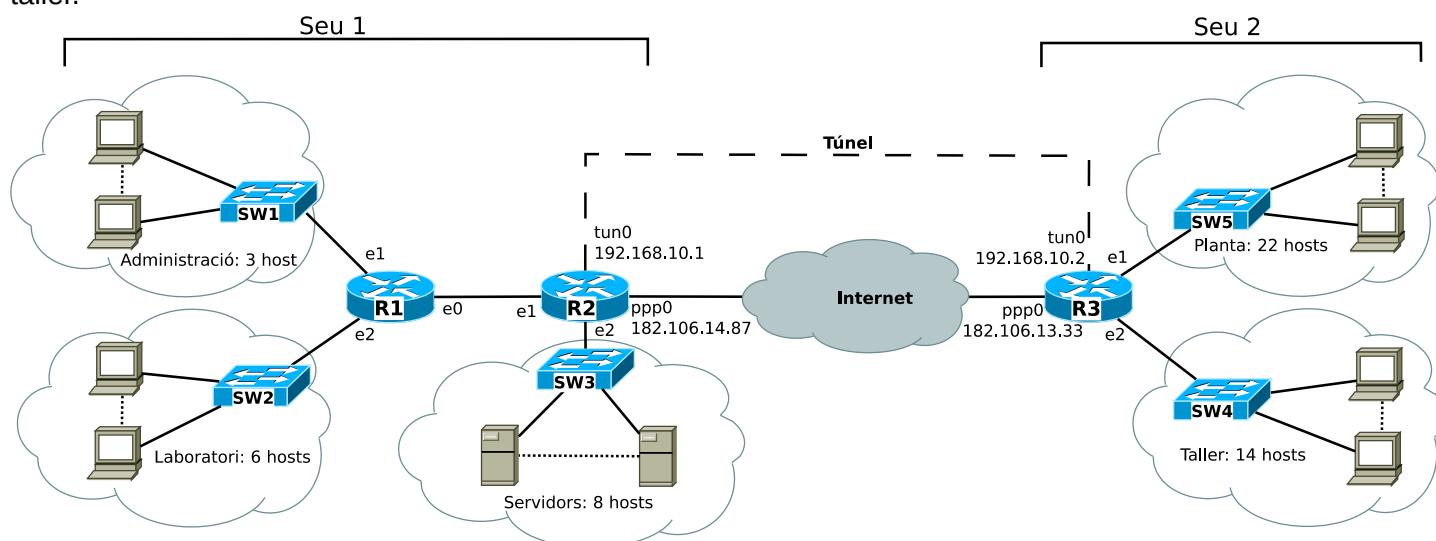 taller.
Seu 1
Seu 2
Túnel
SW1
Administració: 3 host
e1
tun0
192.168.10.1
tun0
192.168.10.2
SW5
Planta: 22 hosts
e1
R1
e0
e1
R2
ppp0
182.106.14.87
Internet
ppp0
182.106.13.33
R3
e2
e2
e2
SW2
Laboratori: 6 hosts
SW3
Servidors: 8 hosts
SW4
Taller: 14 hosts